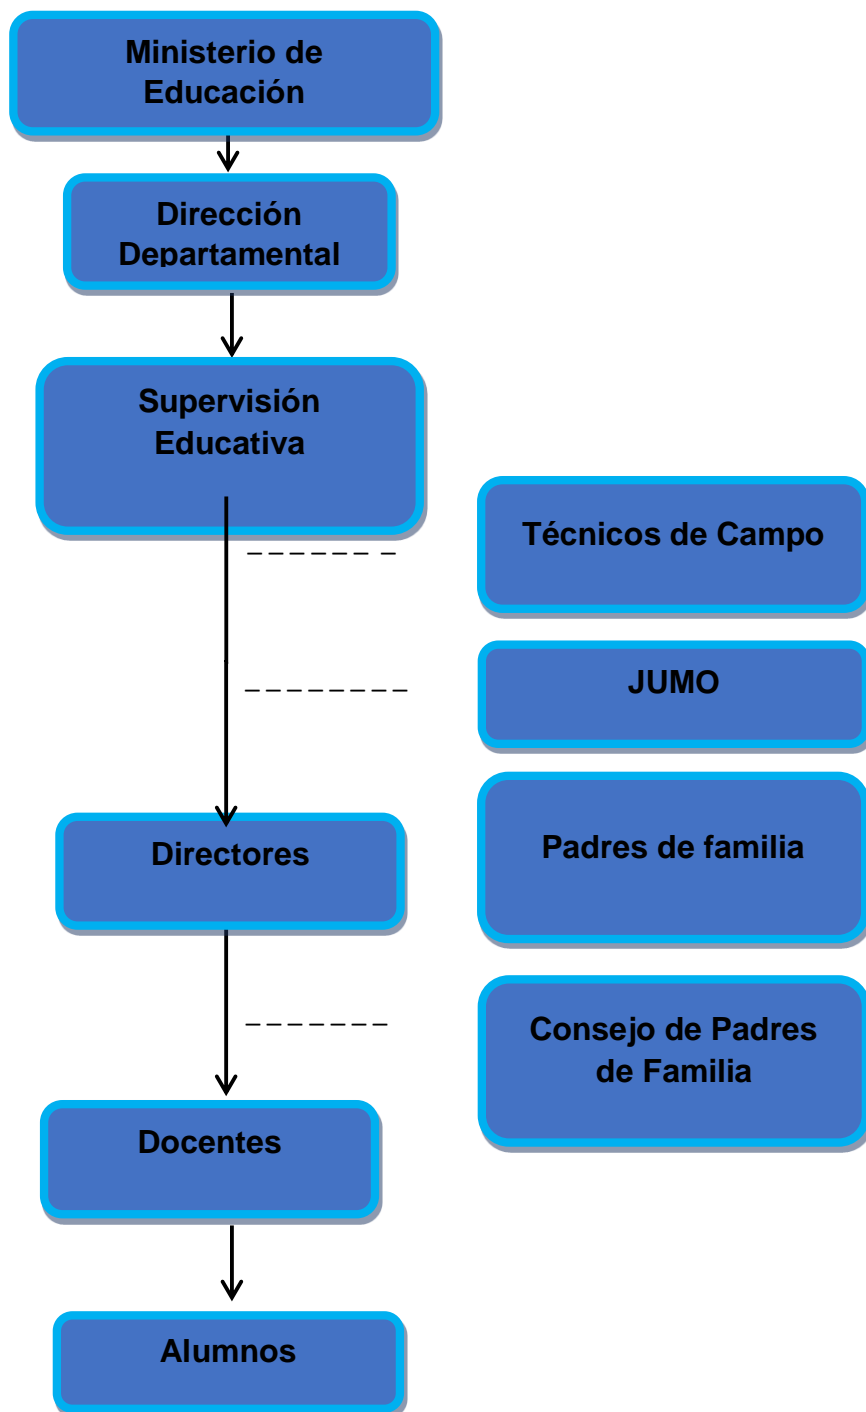 Ministerio de
Educación
Dirección
Departamental
Supervisión
Educativa
Técnicos de Campo
JUMO
Padres de familia
Directores
Consejo de Padres
de Familia
Docentes
Alumnos